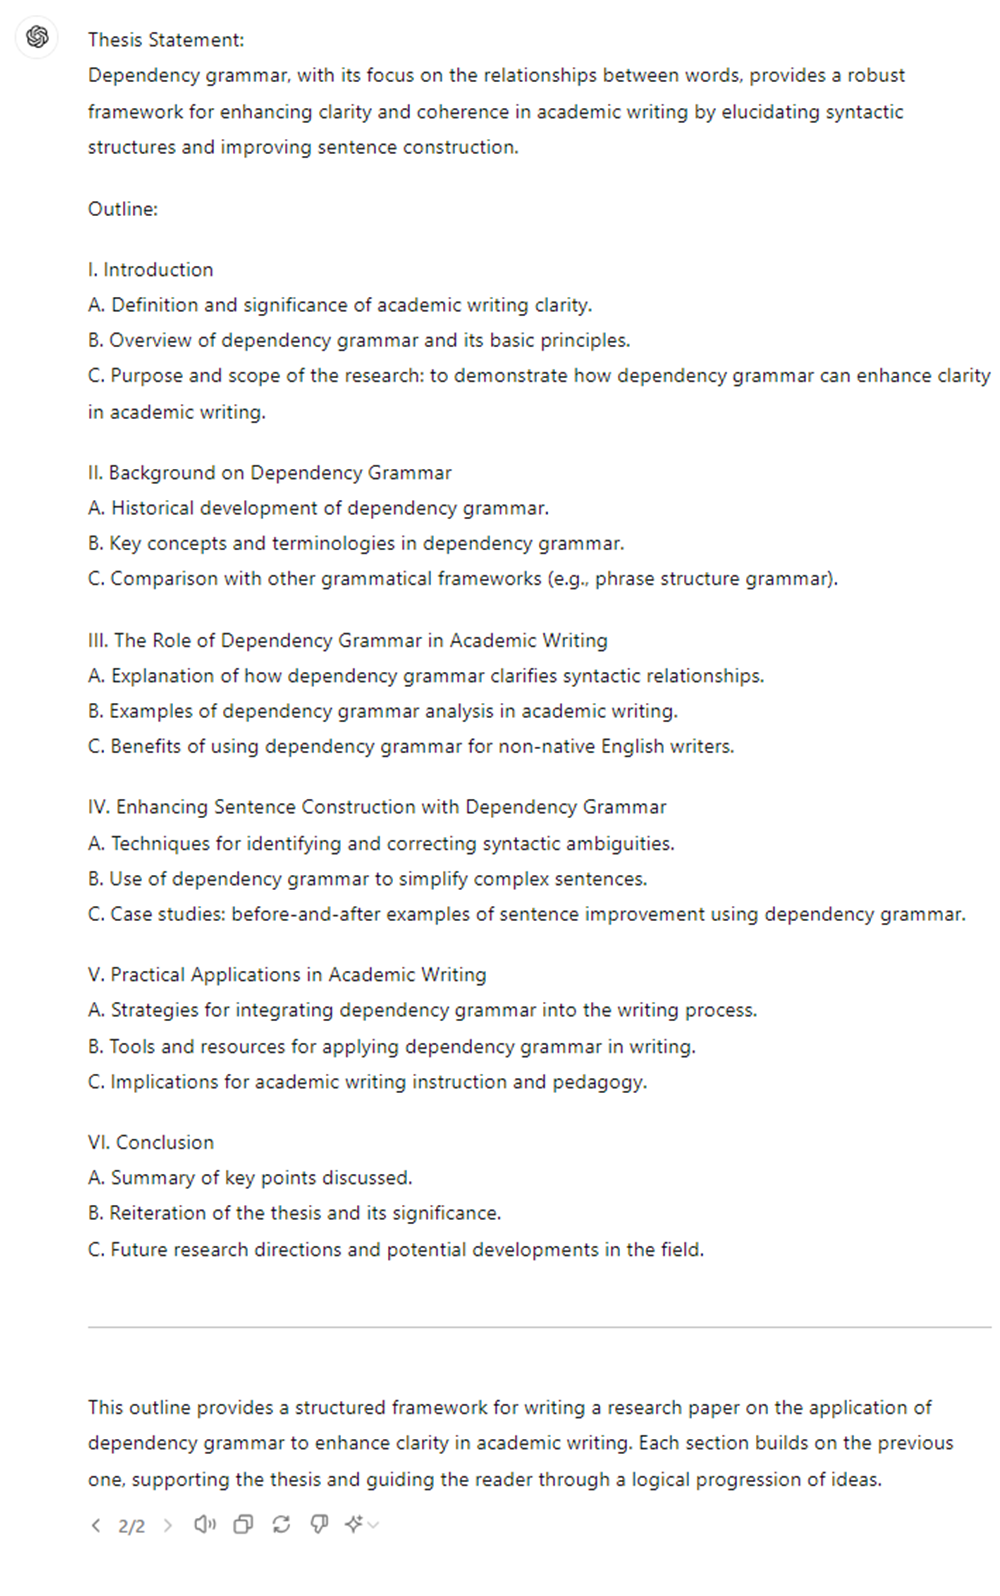 Thesis Statement:
Dependency grammar, with its focus on the relationships between words, provides a robust
framework for enhancing clarity and coherence in academic writing by elucidating syntactic
structures and improving sentence construction.
Outline:
I. Introduction
A. Definition and significance of academic writing clarity.
B. Overview of dependency grammar and its basic principles.
C. Purpose and scope of the research: to demonstrate how dependency grammar can enhance clarity
in academic writing.
II. Background on Dependency Grammar
A. Historical development of dependency grammar.
B. Key concepts and terminologies in dependency grammar.
C. Comparison with other grammatical frameworks (e.g., phrase structure grammar).
III. The Role of Dependency Grammar in Academic Writing
A. Explanation of how dependency grammar clarifies syntactic relationships.
B. Examples of dependency grammar analysis in academic writing.
C. Benefits of using dependency grammar for non-native English writers.
IV. Enhancing Sentence Construction with Dependency Grammar
A. Techniques for identifying and correcting syntactic ambiguities.
B. Use of dependency grammar to simplify complex sentences.
C. Case studies: before-and-after examples of sentence improvement using dependency grammar.
V. Practical Applications in Academic Writing
A. Strategies for integrating dependency grammar into the writing process.
B. Tools and resources for applying dependency grammar in writing.
C. Implications for academic writing instruction and pedagogy.
VI. Conclusion
A. Summary of key points discussed.
B. Reiteration of the thesis and its significance.
C. Future research directions and potential developments in the field.
This outline provides a structured framework for writing a research paper on the application of
dependency grammar to enhance clarity in academic writing. Each section builds on the previous
one, supporting the thesis and guiding the reader through a logical progression of ideas.
2/2